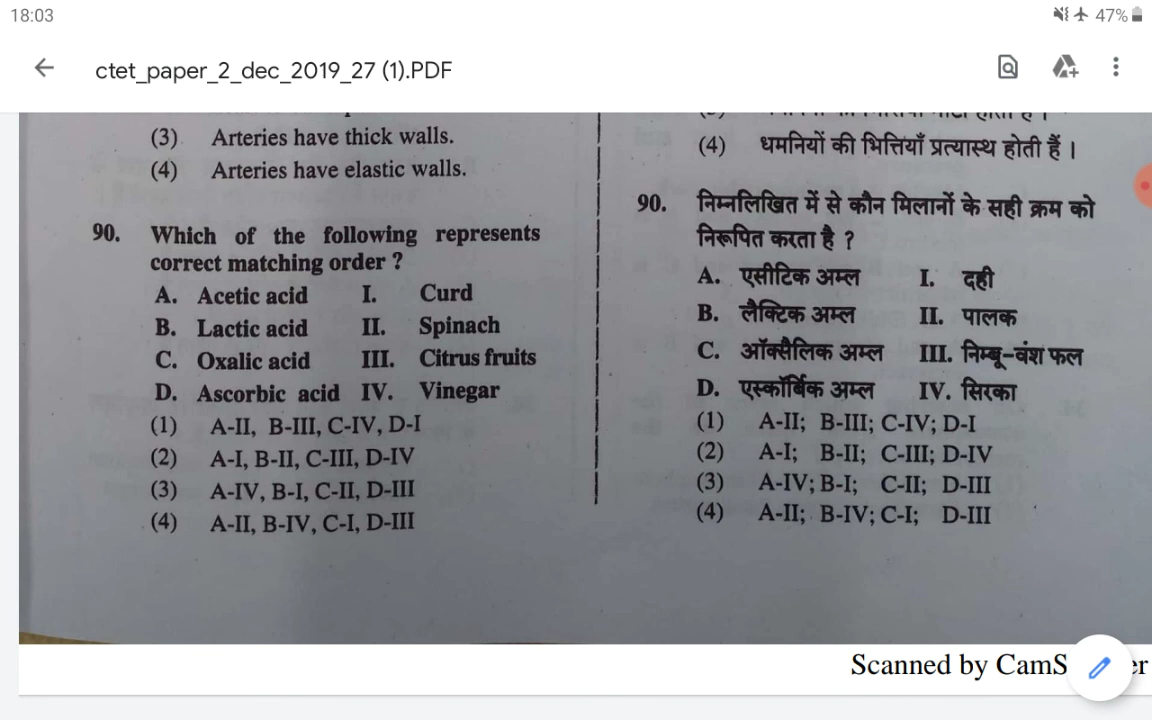 18:03
47%
ctet_paper_2_dec_2019_27 (1).PDF
(3) Arteries have thick walls.
(4) Arteries have elastic walls.
90. Which of the following represents
correct matching order ?
A. Acetic acid I. Curd
B. Lactic acid II. Spinach
C. Oxalic acid III. Citrus fruits
D. Ascorbic acid IV. Vinegar
(1) A-II, B-III, C-IV, D-I
(2) A-I, B-II, C-III, D-IV
(3) A-IV, B-I, C-II, D-III
(4) A-II, B-IV, C-I, D-III
(4) धमनियों की भित्तियाँ प्रत्यास्थ होती हैं ।
90. निम्नलिखित में से कौन मिलानों के सही क्रम को
निरूपित करता है ?
A. एसीटिक अम्ल I. दही
B. लैक्टिक अम्ल II. पालक
C. ऑक्सैलिक अम्ल III. निम्बू-वंश फल
D. एस्कॉर्बिक अम्ल IV. सिरका
(1) A-II; B-III; C-IV; D-I
(2) A-I; B-II; C-III; D-IV
(3) A-IV; B-I; C-II; D-III
(4) A-II; B-IV; C-I; D-III
Scanned by CamS